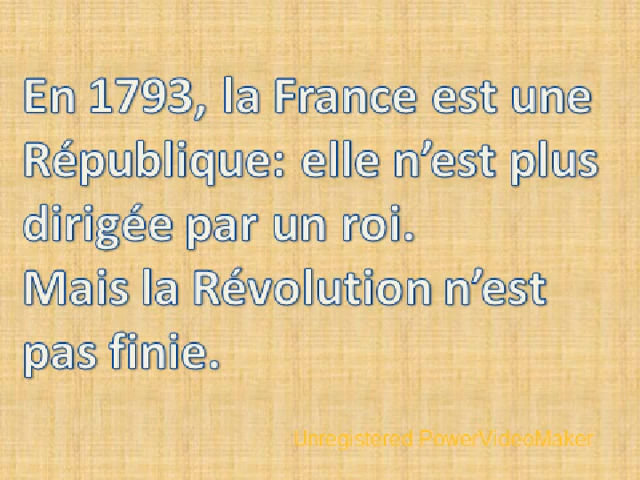 En 1793, la France est une
République: elle n’est plus
dirigée par un roi.
Mais la Révolution n’est
pas finie.
Unregistered PowerVideoMaker